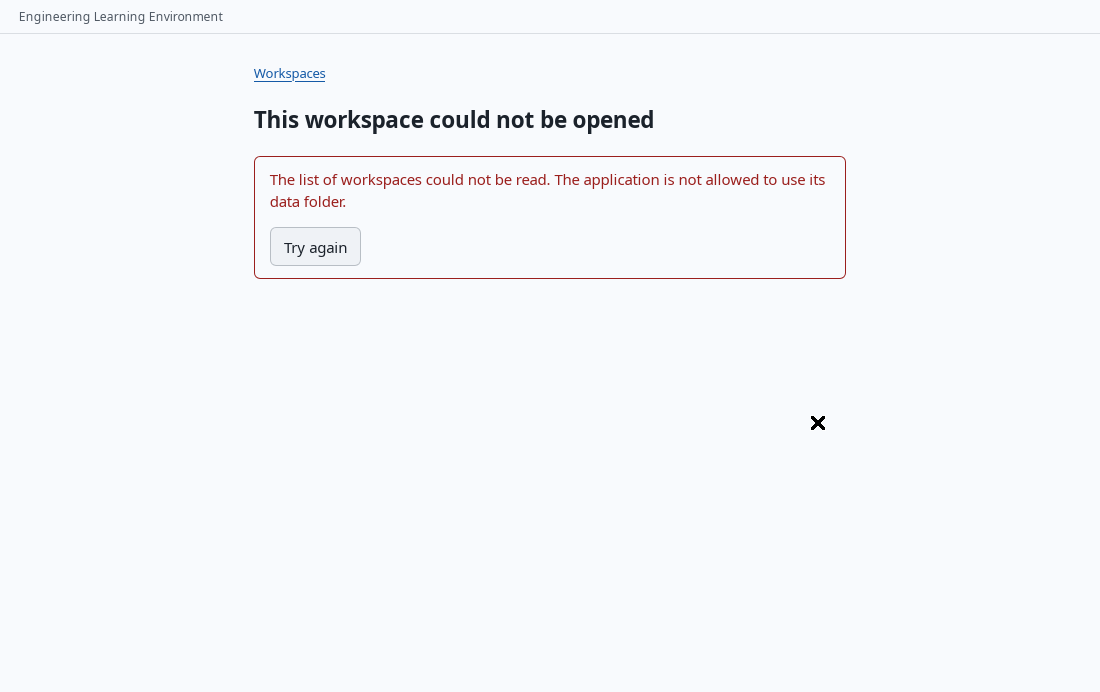 Engineering Learning Environment
Workspaces
This workspace could not be opened
The list of workspaces could not be read. The application is not allowed to use its
data folder.
Try again